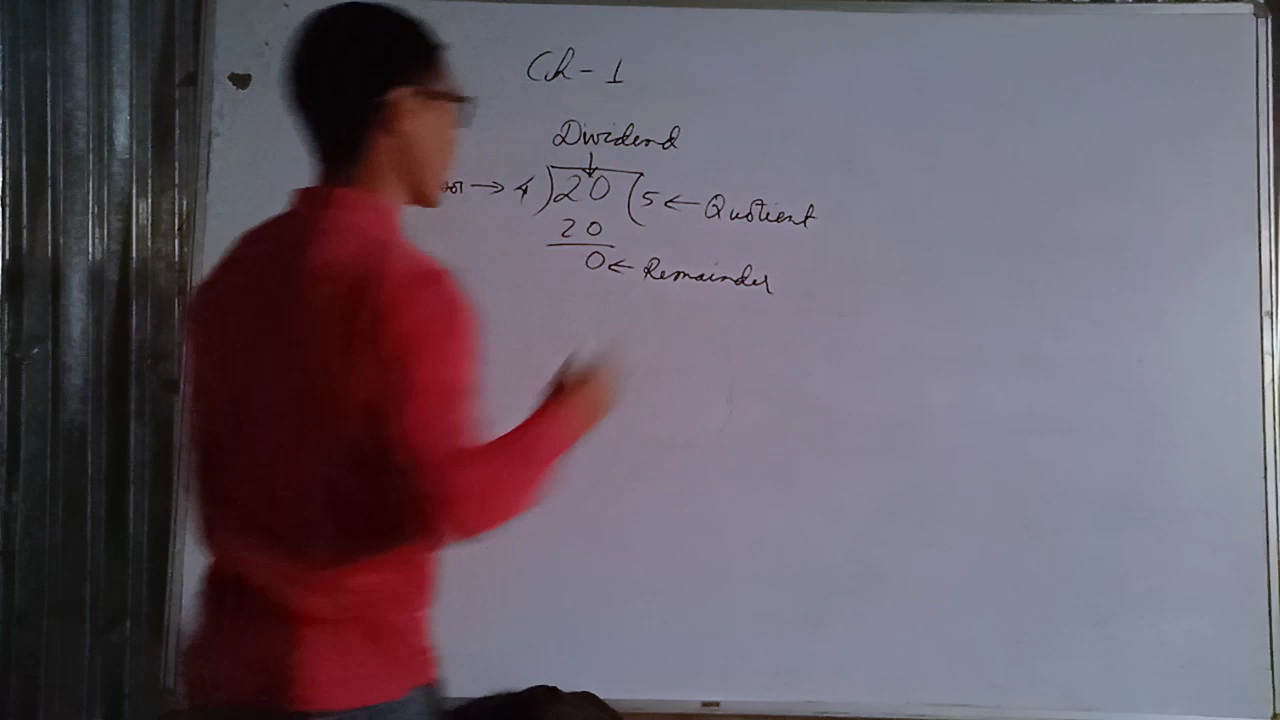 Ch - 1
Dividend
→ 4 ) 20 ( 5 ← Quotient
20
0 ← Remainder